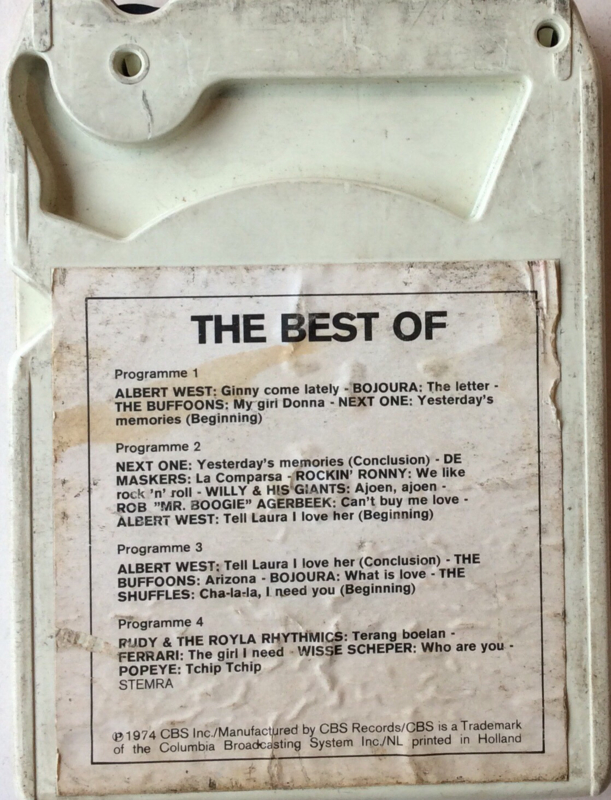 THE BEST OF
Programme 1
ALBERT WEST: Ginny come lately - BOJOURA: The letter -
THE BUFFOONS: My girl Donna - NEXT ONE: Yesterday's
memories (Beginning)
Programme 2
NEXT ONE: Yesterday's memories (Conclusion) - DE
MASKERS: La Comparsa - ROCKIN' RONNY: We like
rock 'n' roll - WILLY & HIS GIANTS: Ajoen, ajoen -
ROB "MR. BOOGIE" AGERBEEK: Can't buy me love -
ALBERT WEST: Tell Laura I love her (Beginning)
Programme 3
ALBERT WEST: Tell Laura I love her (Conclusion) - THE
BUFFOONS: Arizona - BOJOURA: What is love - THE
SHUFFLES: Cha-la-la, I need you (Beginning)
Programme 4
RUDY & THE ROYLA RHYTHMICS: Terang boelan -
FERRARI: The girl I need - WISSE SCHEPER: Who are you -
POPEYE: Tchip Tchip
STEMRA
℗ 1974 CBS Inc./Manufactured by CBS Records/CBS is a Trademark
of the Columbia Broadcasting System Inc./NL printed in Holland